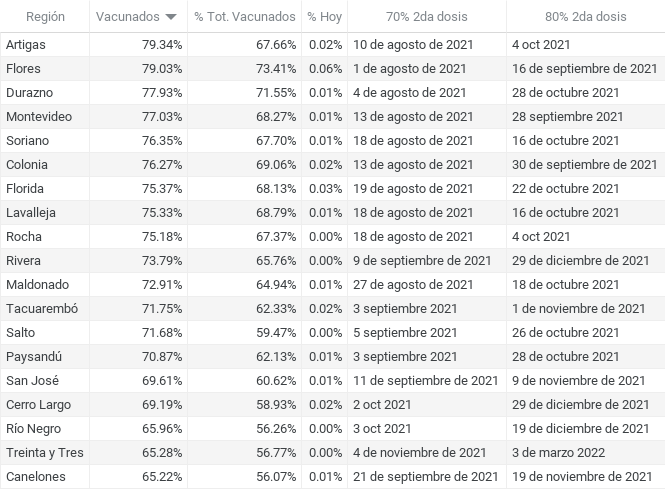 Región Vacunados % Tot. Vacunados % Hoy 70% 2da dosis 80% 2da dosis
Artigas 79.34% 67.66% 0.02% 10 de agosto de 2021 4 oct 2021
Flores 79.03% 73.41% 0.06% 1 de agosto de 2021 16 de septiembre de 2021
Durazno 77.93% 71.55% 0.01% 4 de agosto de 2021 28 de octubre 2021
Montevideo 77.03% 68.27% 0.01% 13 de agosto de 2021 28 septiembre 2021
Soriano 76.35% 67.70% 0.01% 18 de agosto de 2021 16 de octubre 2021
Colonia 76.27% 69.06% 0.02% 13 de agosto de 2021 30 de septiembre de 2021
Florida 75.37% 68.13% 0.03% 19 de agosto de 2021 22 de octubre 2021
Lavalleja 75.33% 68.79% 0.01% 18 de agosto de 2021 16 de octubre 2021
Rocha 75.18% 67.37% 0.00% 18 de agosto de 2021 4 oct 2021
Rivera 73.79% 65.76% 0.00% 9 de septiembre de 2021 29 de diciembre de 2021
Maldonado 72.91% 64.94% 0.01% 27 de agosto de 2021 18 de octubre 2021
Tacuarembó 71.75% 62.33% 0.02% 3 septiembre 2021 1 de noviembre de 2021
Salto 71.68% 59.47% 0.00% 5 septiembre 2021 26 de octubre 2021
Paysandú 70.87% 62.13% 0.01% 3 septiembre 2021 28 de octubre 2021
San José 69.61% 60.62% 0.01% 11 de septiembre de 2021 9 de noviembre de 2021
Cerro Largo 69.19% 58.93% 0.02% 2 oct 2021 29 de diciembre de 2021
Río Negro 65.96% 56.26% 0.00% 3 oct 2021 19 de diciembre de 2021
Treinta y Tres 65.28% 56.77% 0.00% 4 de noviembre de 2021 3 de marzo 2022
Canelones 65.22% 56.07% 0.01% 21 de septiembre de 2021 19 de noviembre de 2021